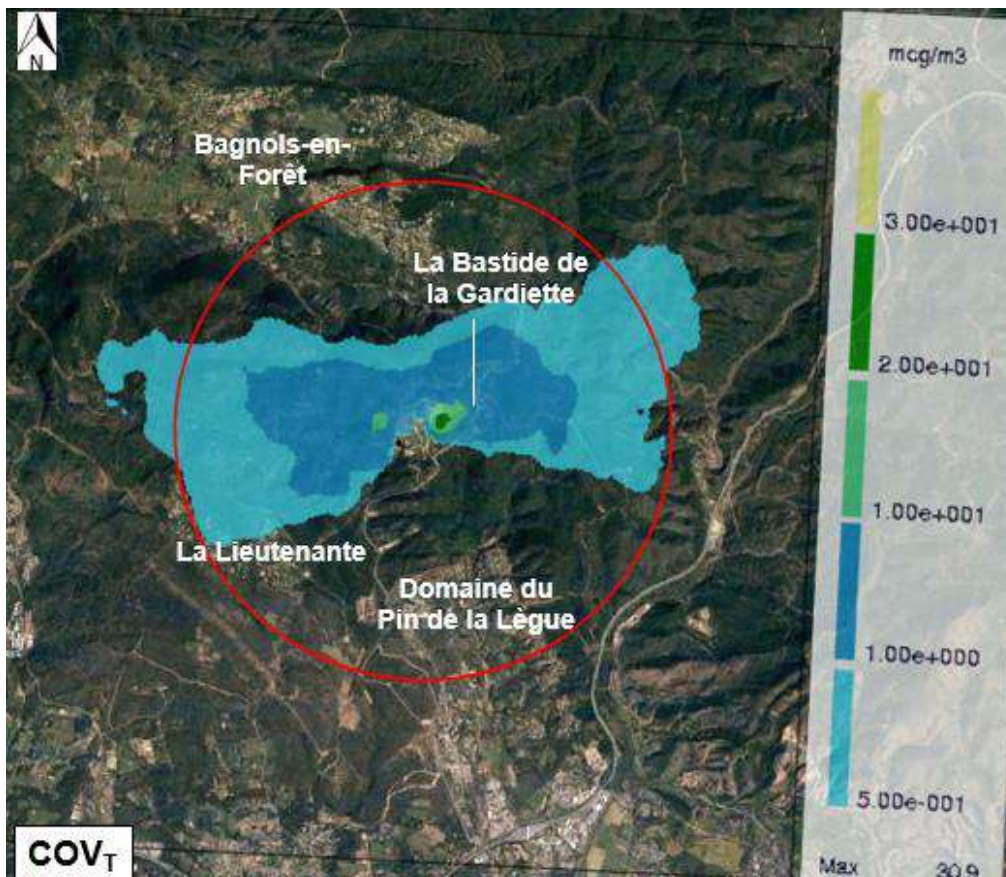 N
mcg/m3
Bagnols-en-
Forêt
La Bastide de
la Gardiette
3.00e+001
2.00e+001
1.00e+001
La Lieutenante
Domaine du
Pin de la Lègue
1.00e+000
5.00e-001
COVT
Max 30.9